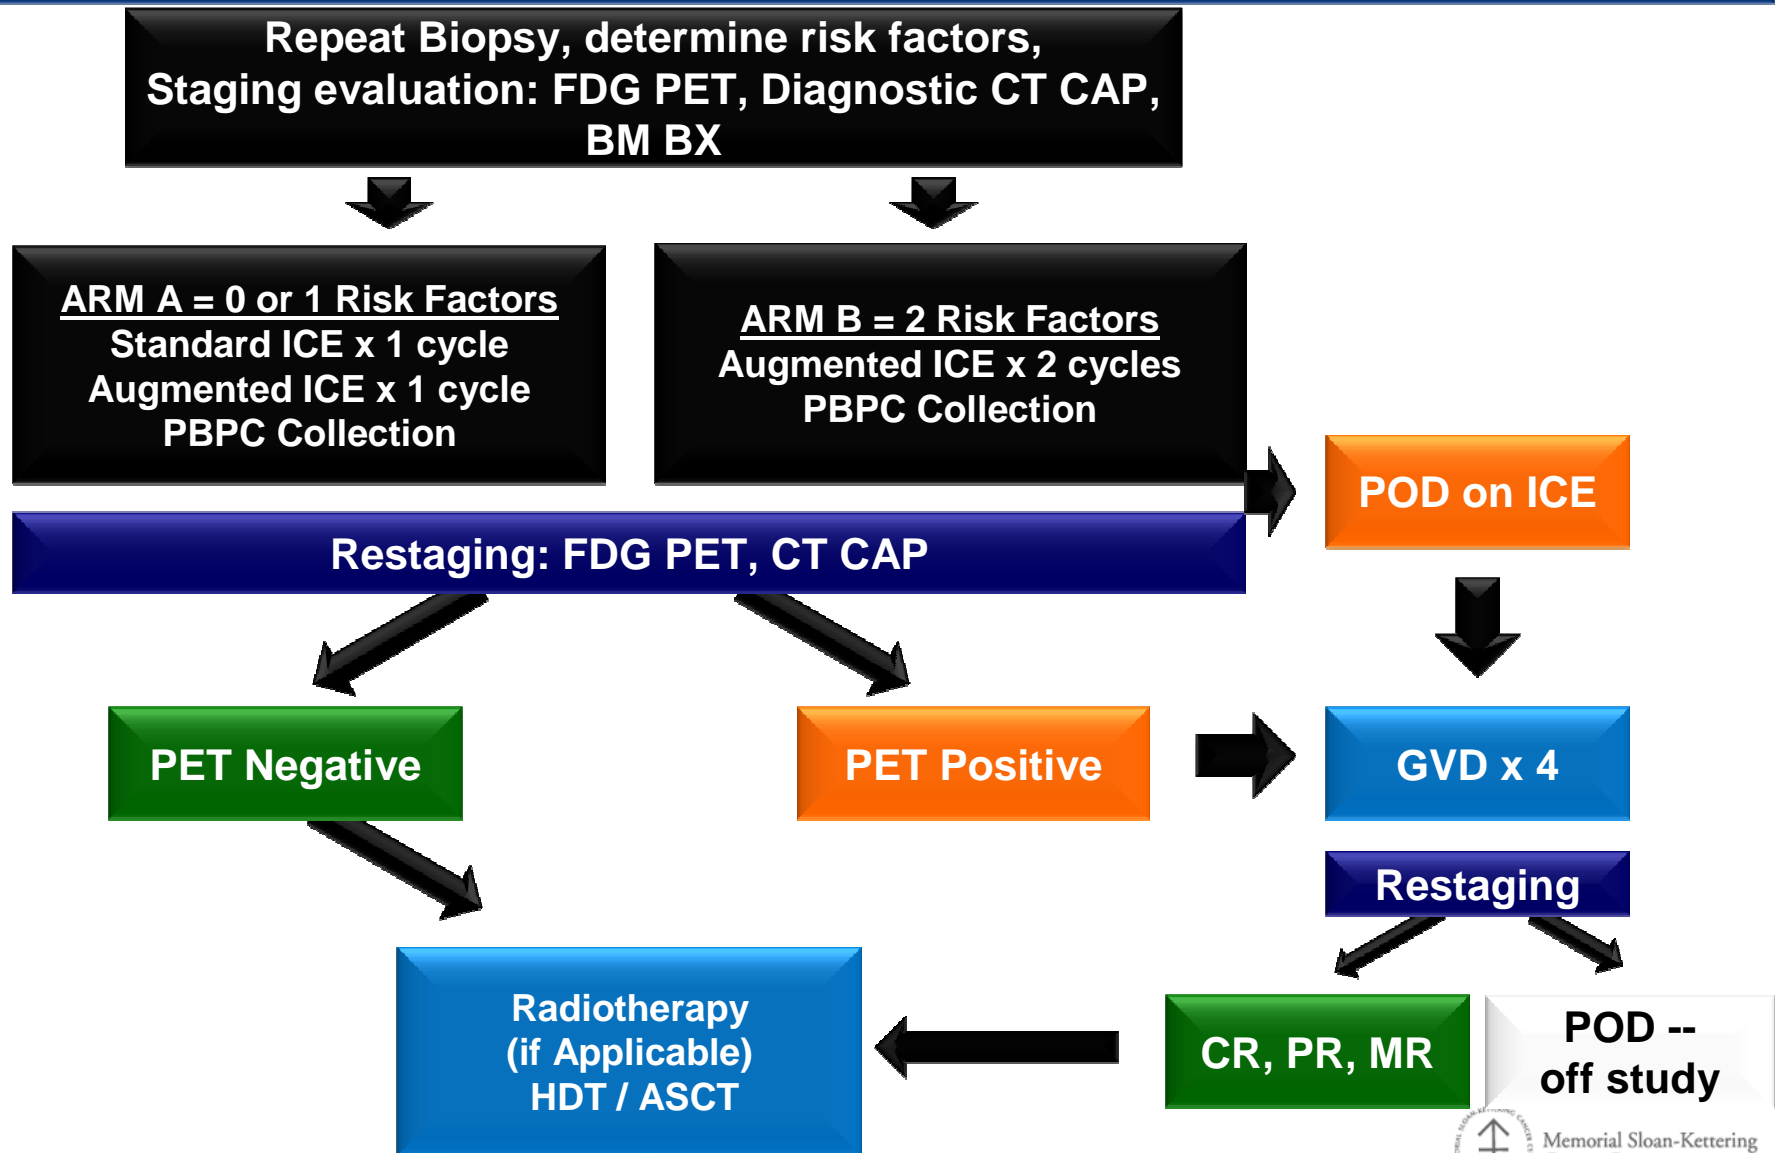 Repeat Biopsy, determine risk factors,
Staging evaluation: FDG PET, Diagnostic CT CAP,
BM BX
ARM A = 0 or 1 Risk Factors
Standard ICE x 1 cycle
Augmented ICE x 1 cycle
PBPC Collection
ARM B = 2 Risk Factors
Augmented ICE x 2 cycles
PBPC Collection
POD on ICE
Restaging: FDG PET, CT CAP
PET Negative
PET Positive
GVD x 4
Restaging
Radiotherapy
(if Applicable)
HDT / ASCT
CR, PR, MR
POD --
off study
Memorial Sloan-Kettering